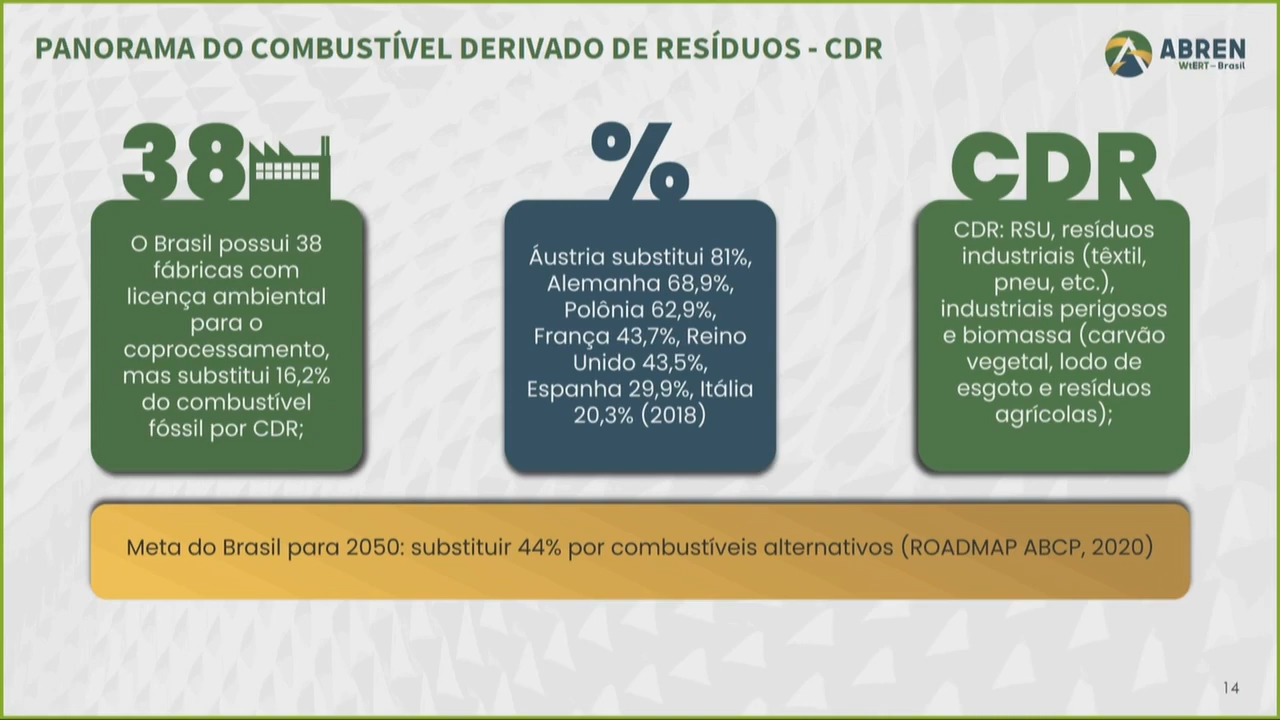 PANORAMA DO COMBUSTÍVEL DERIVADO DE RESÍDUOS - CDR
ABREN
WtERT – Brasil
38
O Brasil possui 38
fábricas com
licença ambiental
para o
coprocessamento,
mas substitui 16,2%
do combustível
fóssil por CDR;
%
Áustria substitui 81%,
Alemanha 68,9%,
Polônia 62,9%,
França 43,7%, Reino
Unido 43,5%,
Espanha 29,9%, Itália
20,3% (2018)
CDR
CDR: RSU, resíduos
industriais (têxtil,
pneu, etc.),
industriais perigosos
e biomassa (carvão
vegetal, lodo de
esgoto e resíduos
agrícolas);
Meta do Brasil para 2050: substituir 44% por combustíveis alternativos (ROADMAP ABCP, 2020)
14